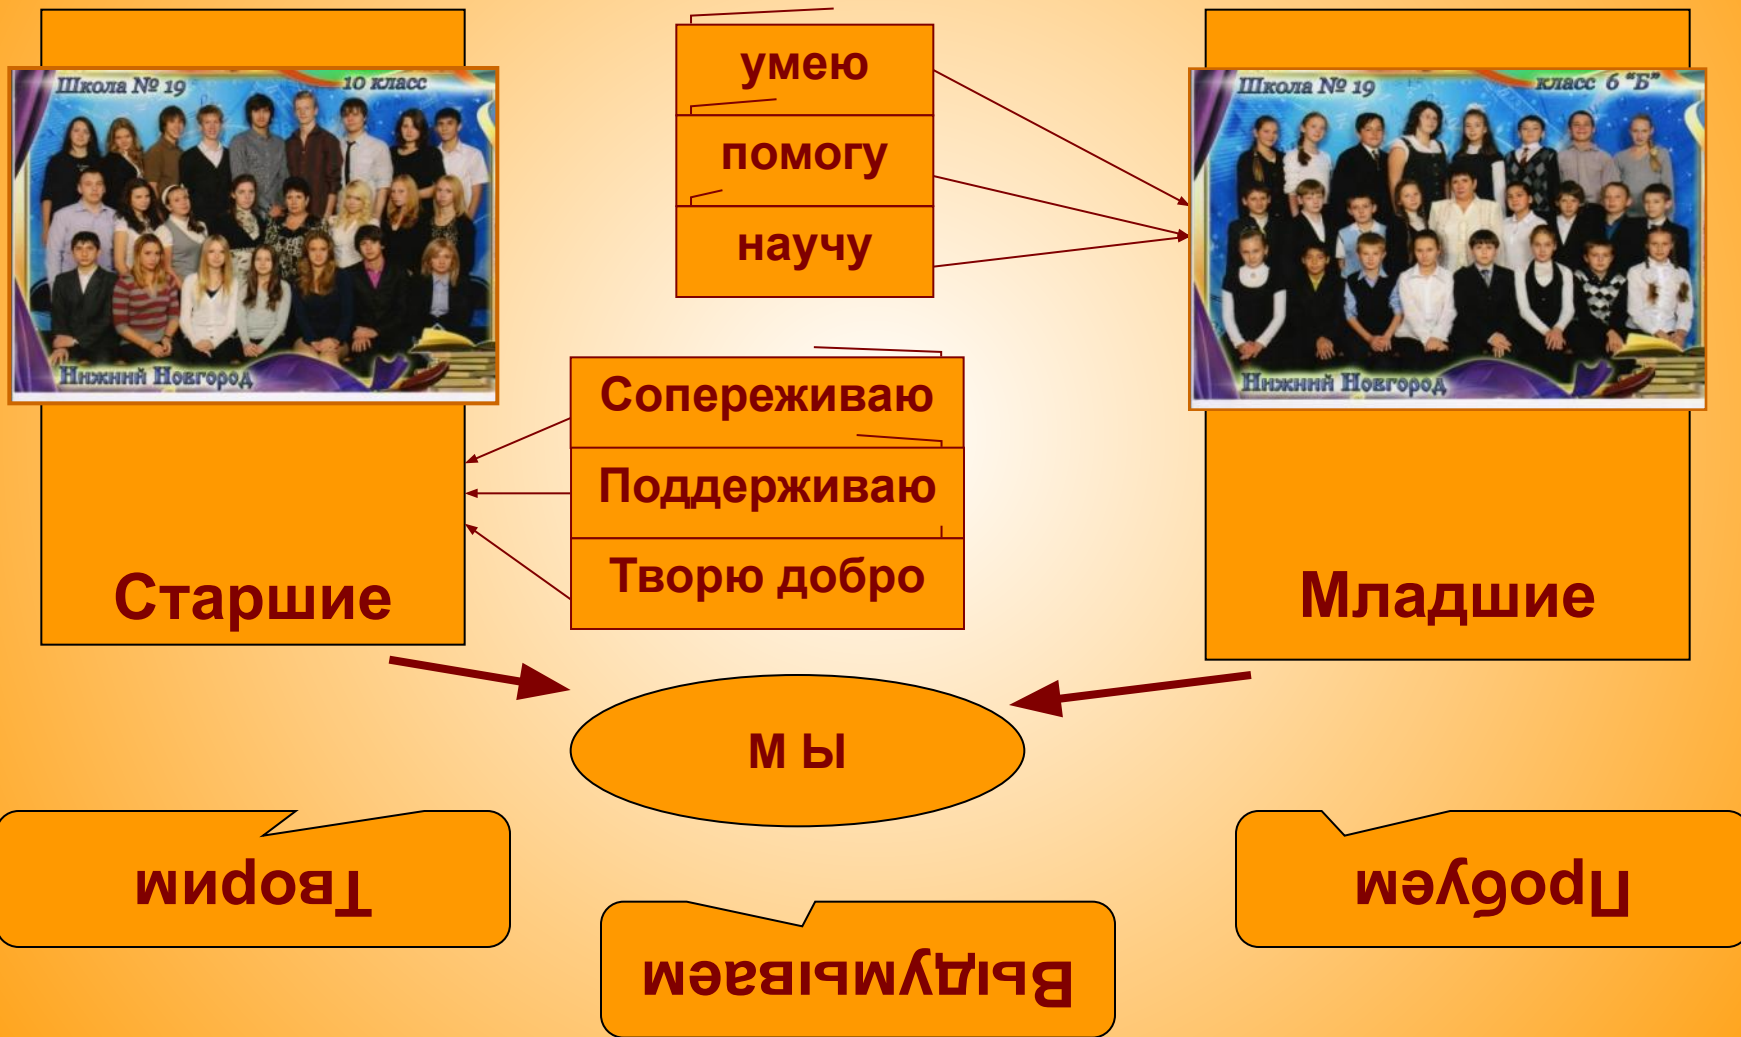 Школа № 19
10 класс
Нижний Новгород
Старшие
умею
помогу
научу
Сопереживаю
Поддерживаю
Творю добро
Школа № 19
класс 6 "Б"
Нижний Новгород
Младшие
М Ы
Творим
Выдумываем
Пробуем